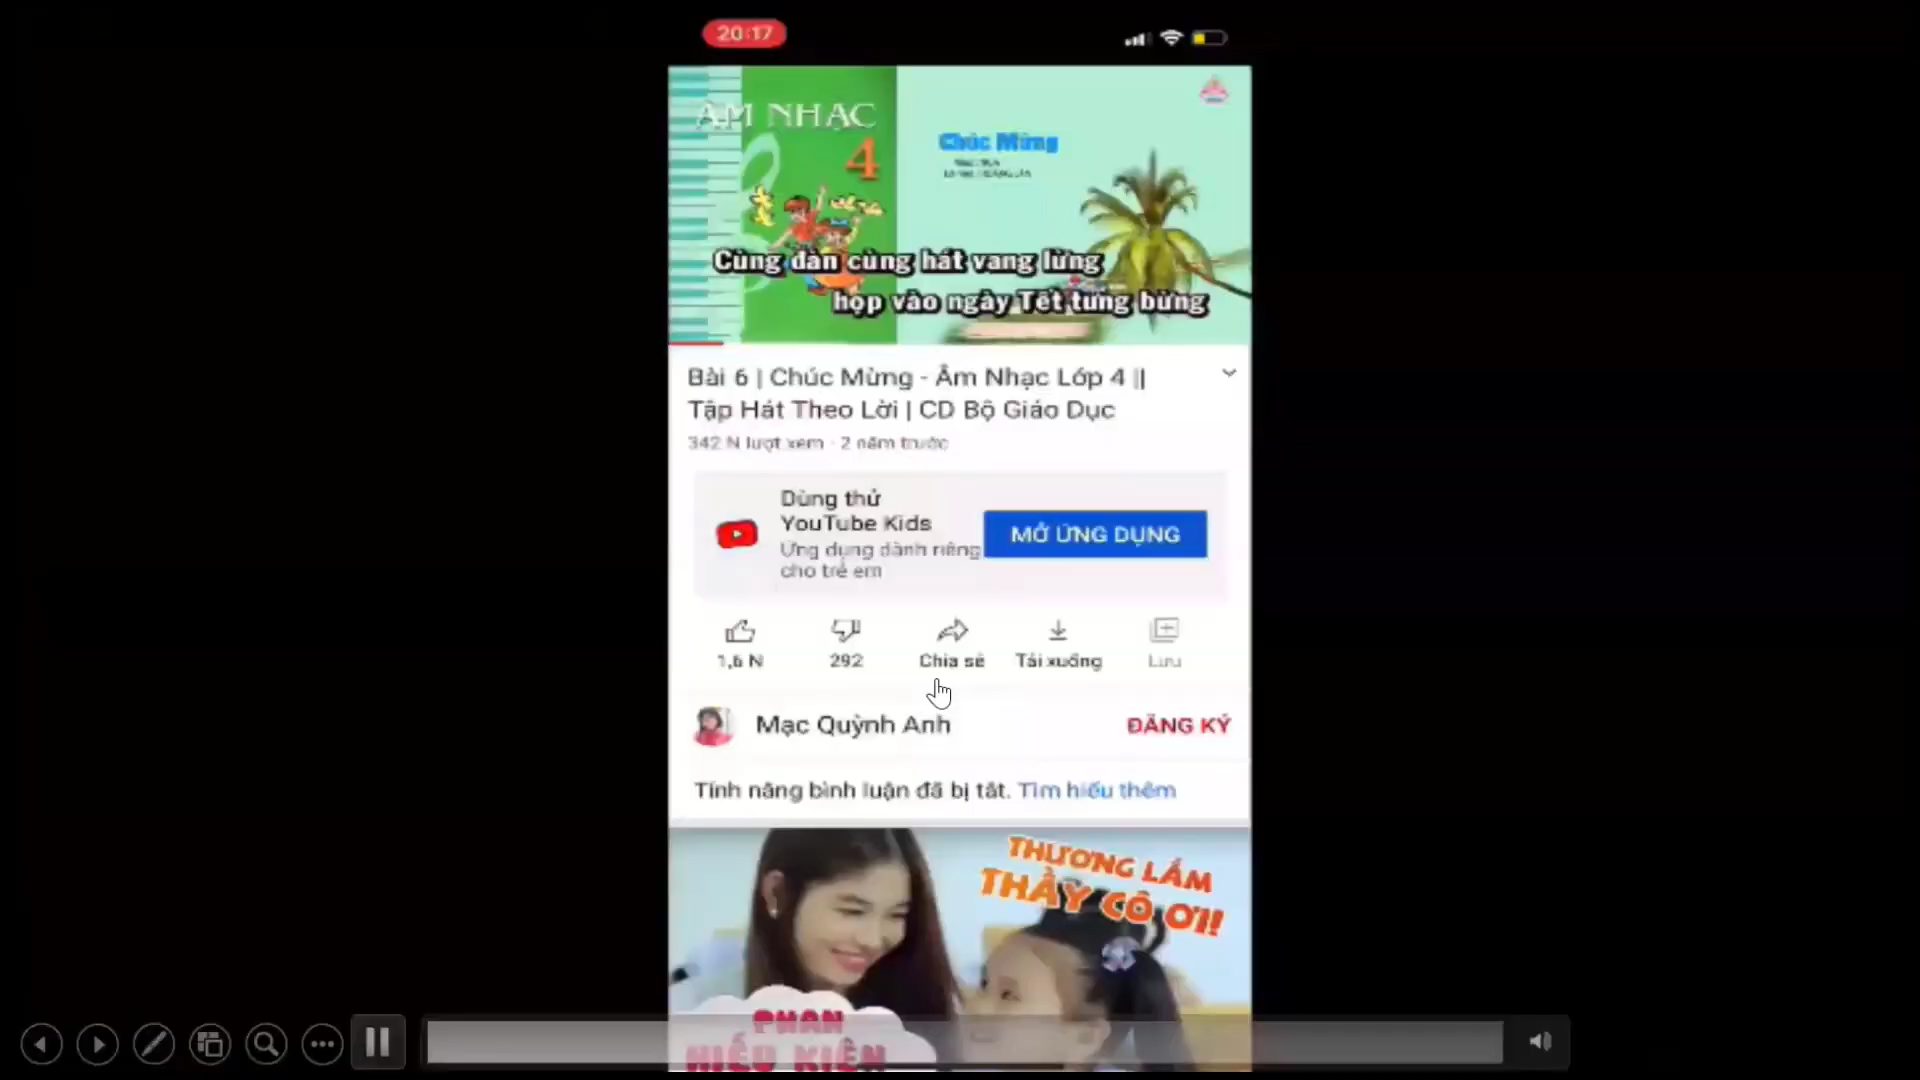 20:17
ÂM NHẠC
4
Chúc Mừng
Cùng đàn cùng hát vang lừng
họp vào ngày Tết tưng bừng
Bài 6 | Chúc Mừng - Âm Nhạc Lớp 4 ||
Tập Hát Theo Lời | CD Bộ Giáo Dục
342 N lượt xem · 2 năm trước
Dùng thử
YouTube Kids
Ứng dụng dành riêng
cho trẻ em
MỞ ỨNG DỤNG
1,6 N
292
Chia sẻ
Tải xuống
Lưu
Mạc Quỳnh Anh
ĐĂNG KÝ
Tính năng bình luận đã bị tắt. Tìm hiểu thêm
THƯƠNG LẮM
THẦY CÔ ƠI!
PHAN
HIẾU KIÊN